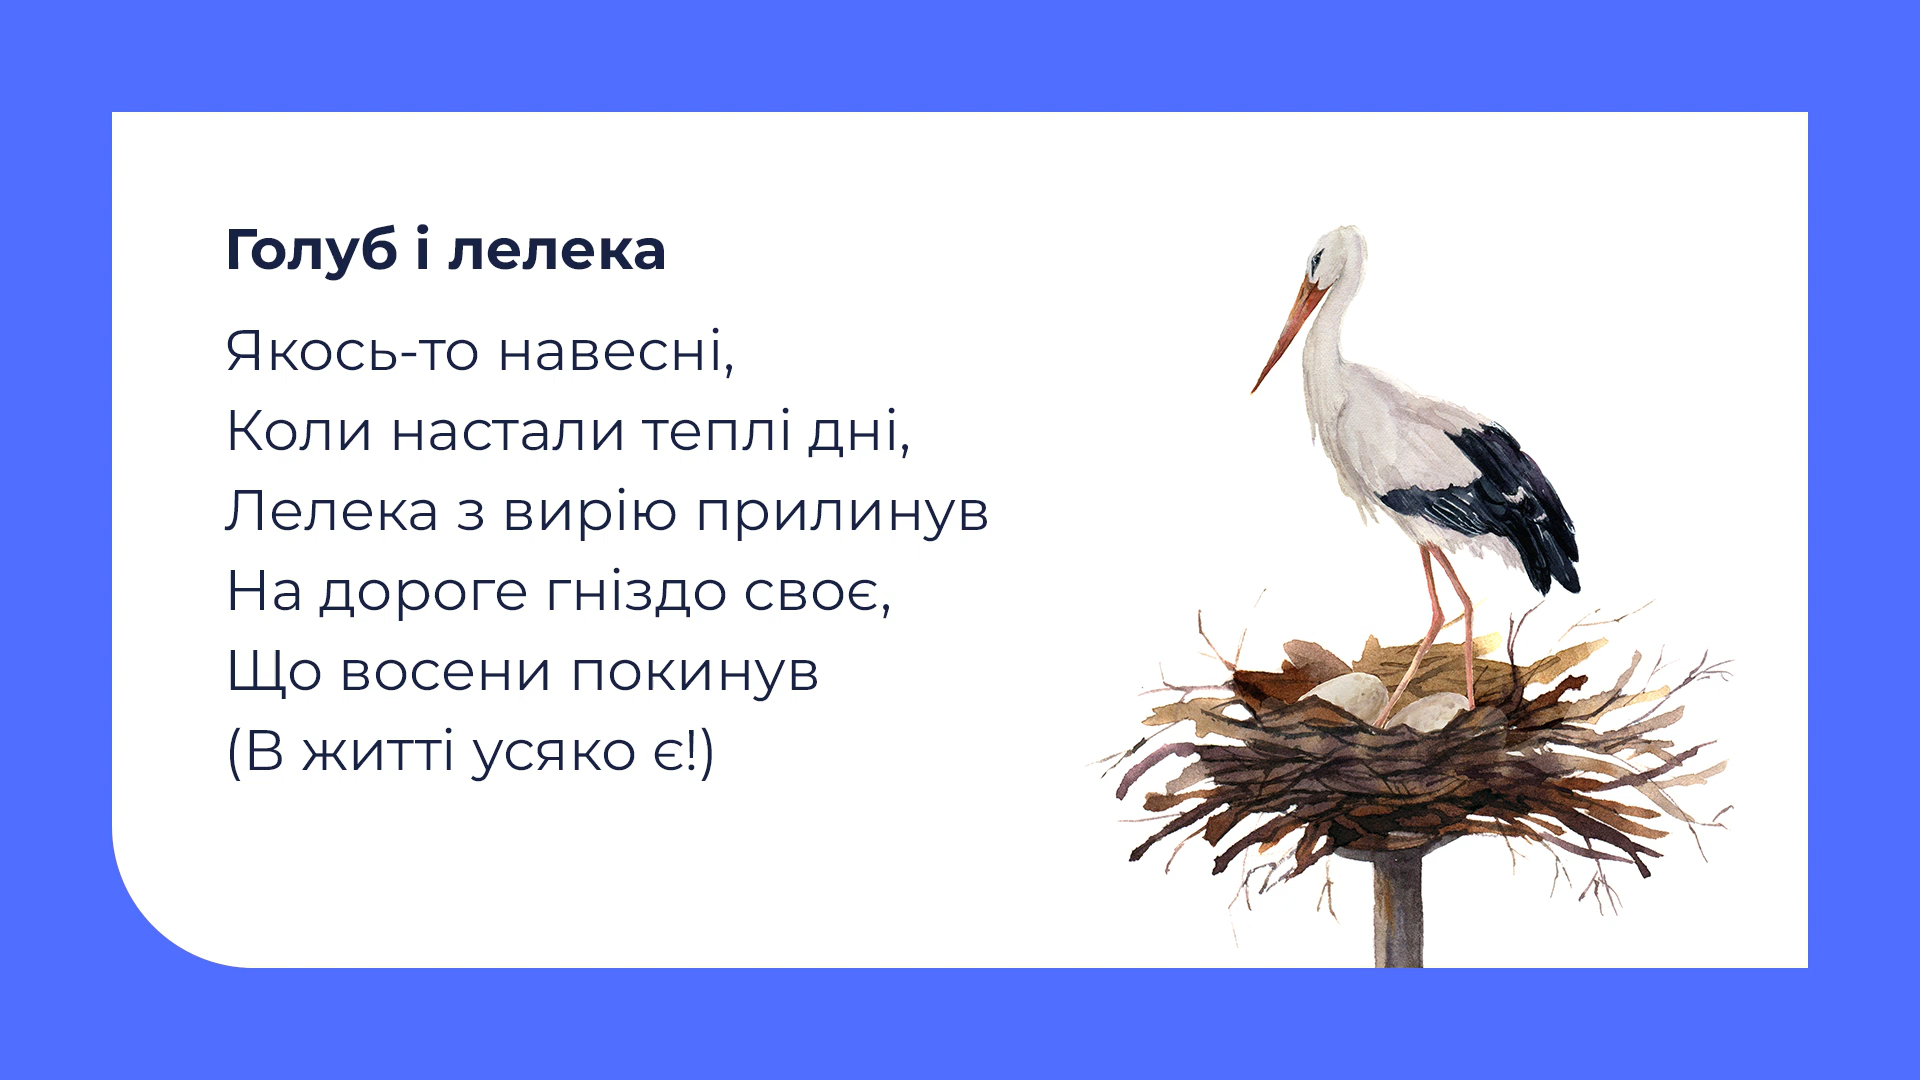 Голуб і лелека
Якось-то навесні,
Коли настали теплі дні,
Лелека з вирію прилинув
На дороге гніздо своє,
Що восени покинув
(В житті усяко є!)